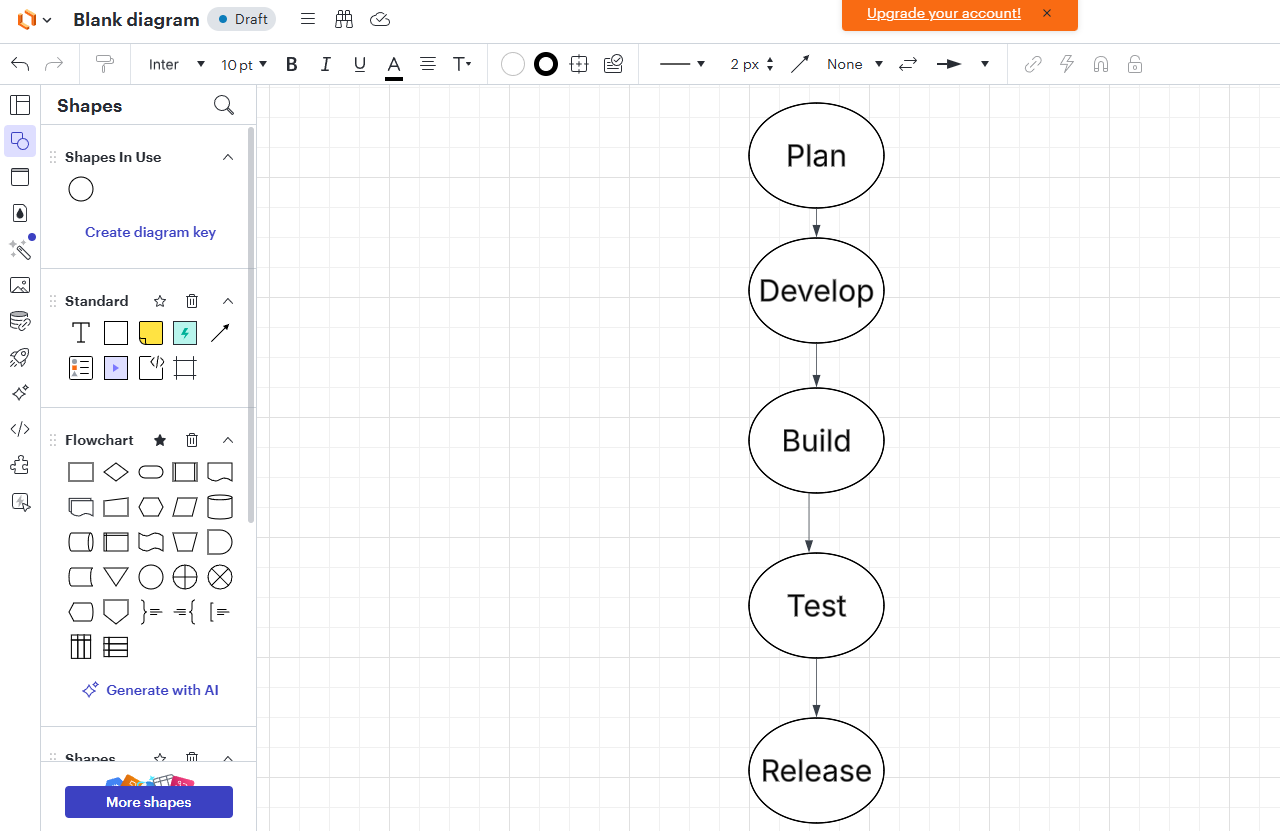 Blank diagram
Draft
Upgrade your account!
Inter
10 pt
B
I
U
A
T
2 px
None
Shapes
Shapes In Use
Create diagram key
Standard
T
Flowchart
Generate with AI
Shapes
More shapes
Plan
Develop
Build
Test
Release